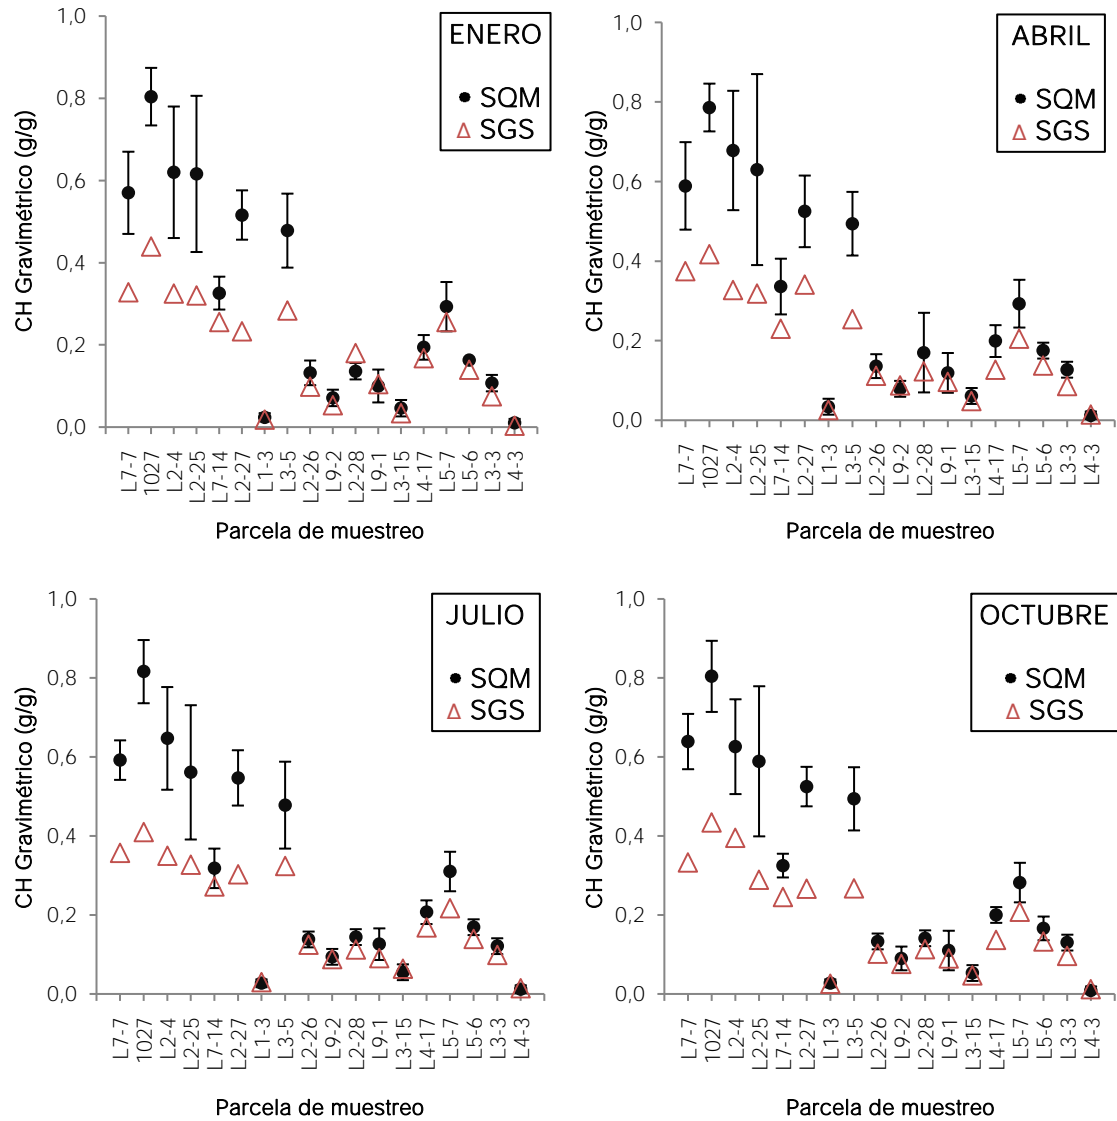 ENERO
SQM
SGS
CH Gravimétrico (g/g)
1,0
0,8
0,6
0,4
0,2
0,0
L7-7
1027
L2-4
L2-25
L7-14
L2-27
L1-3
L3-5
L2-26
L9-2
L2-28
L9-1
L3-15
L4-17
L5-7
L5-6
L3-3
L4-3
Parcela de muestreo
ABRIL
SQM
SGS
CH Gravimétrico (g/g)
1,0
0,8
0,6
0,4
0,2
0,0
L7-7
1027
L2-4
L2-25
L7-14
L2-27
L1-3
L3-5
L2-26
L9-2
L2-28
L9-1
L3-15
L4-17
L5-7
L5-6
L3-3
L4-3
Parcela de muestreo
JULIO
SQM
SGS
CH Gravimétrico (g/g)
1,0
0,8
0,6
0,4
0,2
0,0
L7-7
1027
L2-4
L2-25
L7-14
L2-27
L1-3
L3-5
L2-26
L9-2
L2-28
L9-1
L3-15
L4-17
L5-7
L5-6
L3-3
L4-3
Parcela de muestreo
OCTUBRE
SQM
SGS
CH Gravimétrico (g/g)
1,0
0,8
0,6
0,4
0,2
0,0
L7-7
1027
L2-4
L2-25
L7-14
L2-27
L1-3
L3-5
L2-26
L9-2
L2-28
L9-1
L3-15
L4-17
L5-7
L5-6
L3-3
L4-3
Parcela de muestreo